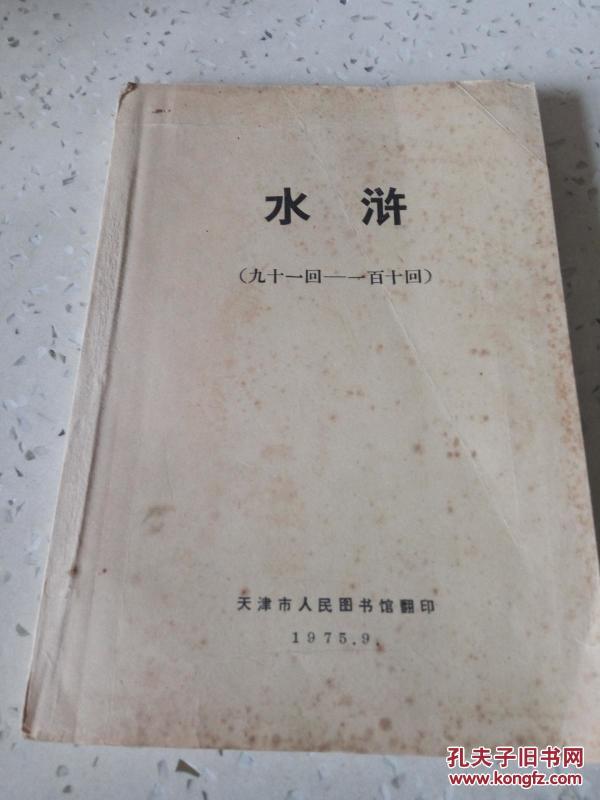 水 浒
(九十一回——一百十回)
天津市人民图书馆翻印
1975.9.
孔夫子旧书网
www.kongfz.com